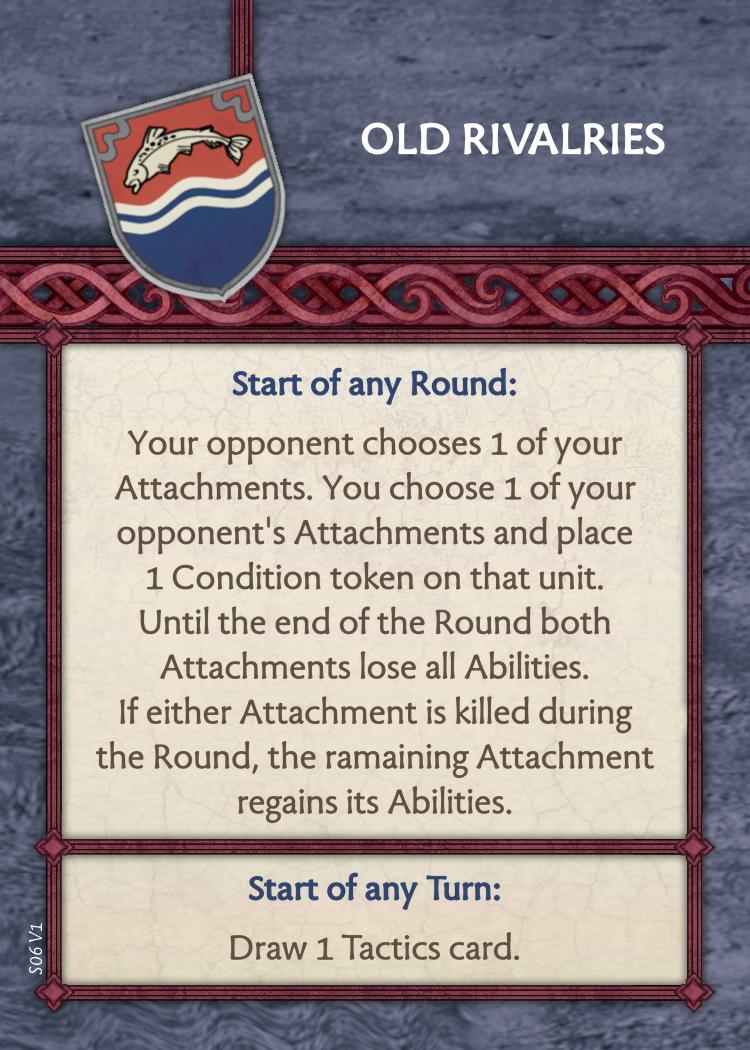 OLD RIVALRIES
Start of any Round:
Your opponent chooses 1 of your
Attachments. You choose 1 of your
opponent's Attachments and place
1 Condition token on that unit.
Until the end of the Round both
Attachments lose all Abilities.
If either Attachment is killed during
the Round, the ramaining Attachment
regains its Abilities.
Start of any Turn:
Draw 1 Tactics card.
S06 V1